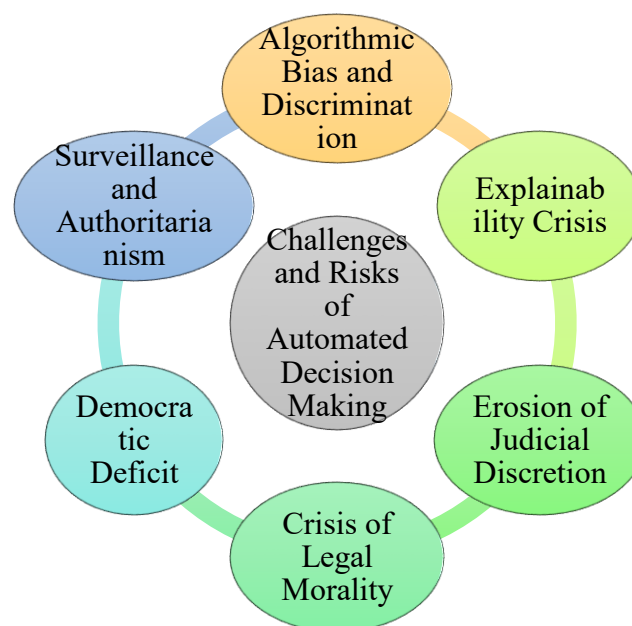 Algorithmic
Bias and
Discriminat
ion
Explainab
ility Crisis
Erosion of
Judicial
Discretion
Crisis of
Legal
Morality
Democra
tic
Deficit
Surveillance
and
Authoritaria
nism
Challenges
and Risks
of
Automated
Decision
Making